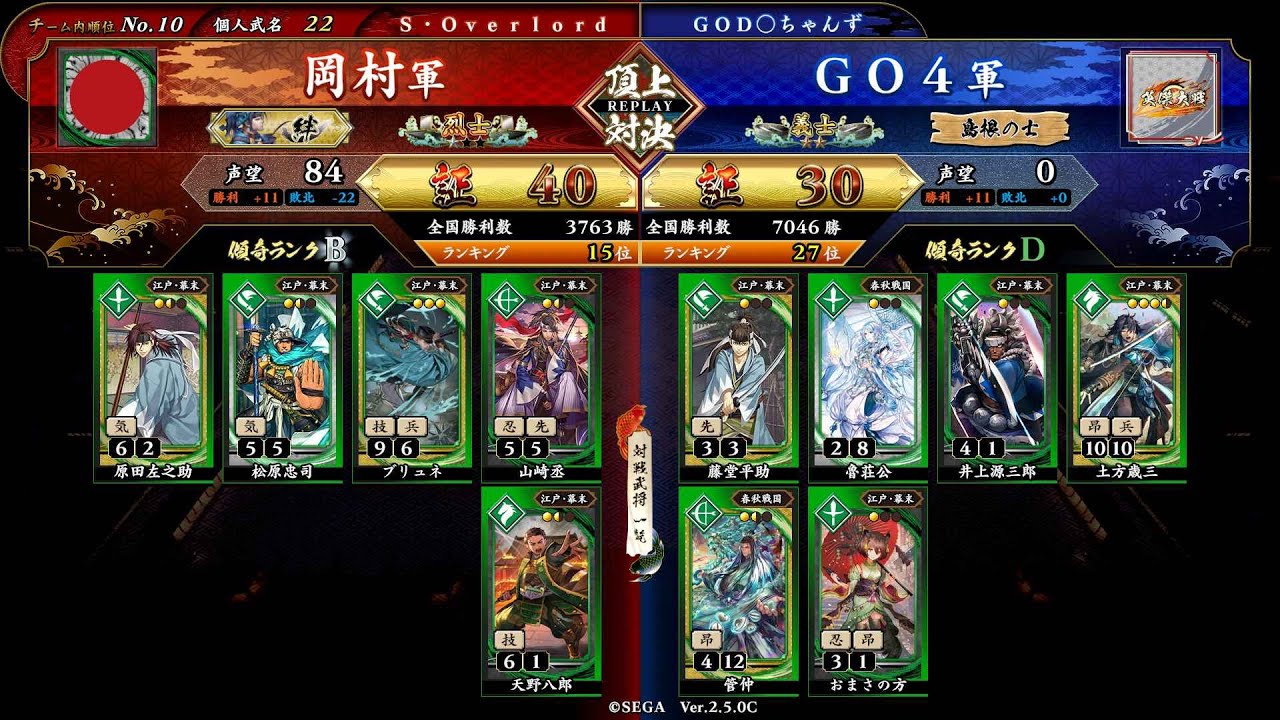 チーム内順位 No.10 個人武名 22
S・Overlord
GOD〇ちゃんず
岡村軍
頂上
REPLAY
対決
GO4軍
英傑大戦
絆
烈士
義士
島根の士
声望 84
勝利 +11 敗北 -22
証 40
証 30
声望 0
勝利 +11 敗北 +0
全国勝利数 3763勝
全国勝利数 7046勝
傾奇ランク B
ランキング 15位
ランキング 27位
傾奇ランク D
江戸・幕末
気
6 2
原田左之助
江戸・幕末
気
5 5
松原忠司
江戸・幕末
技 兵
9 6
ブリュネ
江戸・幕末
忍 先
5 5
山崎丞
江戸・幕末
先
3 3
藤堂平助
春秋戦国
2 8
魯荘公
江戸・幕末
4 1
井上源三郎
江戸・幕末
昂 兵
10 10
土方歳三
対戦武将一覧
江戸・幕末
技
6 1
天野八郎
春秋戦国
昂
4 12
管仲
江戸・幕末
忍 昂
3 1
おまさの方
©SEGA Ver.2.5.0C